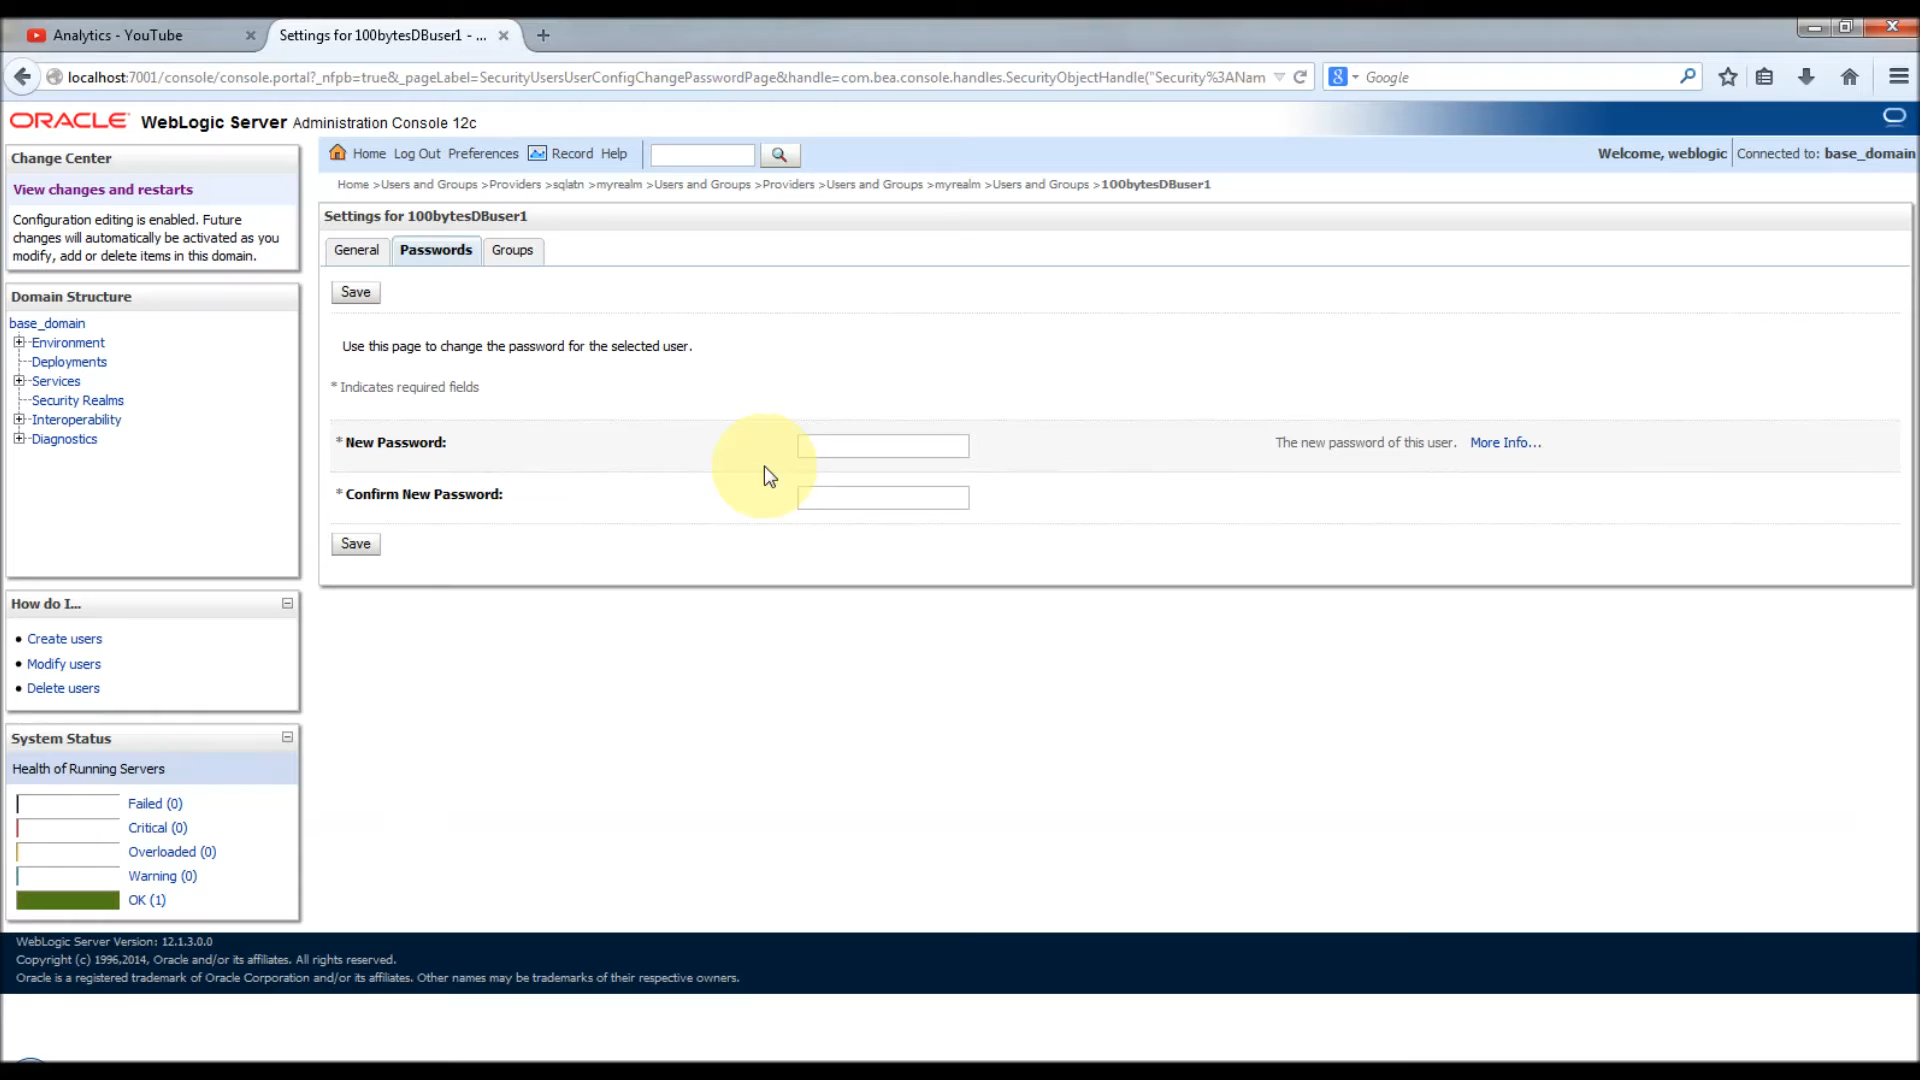 Analytics - YouTube
Settings for 100bytesDBuser1 - ...
localhost:7001/console/console.portal?_nfpb=true&_pageLabel=SecurityUsersUserConfigChangePasswordPage&handle=com.bea.console.handles.SecurityObjectHandle("Security%3ANam
Google
ORACLE WebLogic Server Administration Console 12c
Change Center
View changes and restarts
Configuration editing is enabled. Future
changes will automatically be activated as you
modify, add or delete items in this domain.
Domain Structure
base_domain
Environment
Deployments
Services
Security Realms
Interoperability
Diagnostics
How do I...
Create users
Modify users
Delete users
System Status
Health of Running Servers
Failed (0)
Critical (0)
Overloaded (0)
Warning (0)
OK (1)
Home Log Out Preferences Record Help
Welcome, weblogic Connected to: base_domain
Home >Users and Groups >Providers >sqlatn >myrealm >Users and Groups >Providers >Users and Groups >myrealm >Users and Groups >100bytesDBuser1
Settings for 100bytesDBuser1
General Passwords Groups
Save
Use this page to change the password for the selected user.
* Indicates required fields
* New Password:
The new password of this user. More Info...
* Confirm New Password:
Save
WebLogic Server Version: 12.1.3.0.0
Copyright (c) 1996,2014, Oracle and/or its affiliates. All rights reserved.
Oracle is a registered trademark of Oracle Corporation and/or its affiliates. Other names may be trademarks of their respective owners.